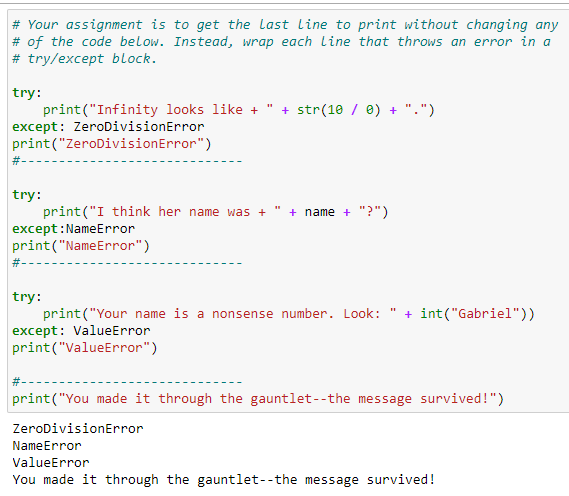 # Your assignment is to get the last line to print without changing any
# of the code below. Instead, wrap each line that throws an error in a
# try/except block.
try:
    print("Infinity looks like + " + str(10 / 0) + ".")
except: ZeroDivisionError
print("ZeroDivisionError")
#-----------------------------
try:
    print("I think her name was + " + name + "?")
except:NameError
print("NameError")
#-----------------------------
try:
    print("Your name is a nonsense number. Look: " + int("Gabriel"))
except: ValueError
print("ValueError")
#-----------------------------
print("You made it through the gauntlet--the message survived!")
ZeroDivisionError
NameError
ValueError
You made it through the gauntlet--the message survived!